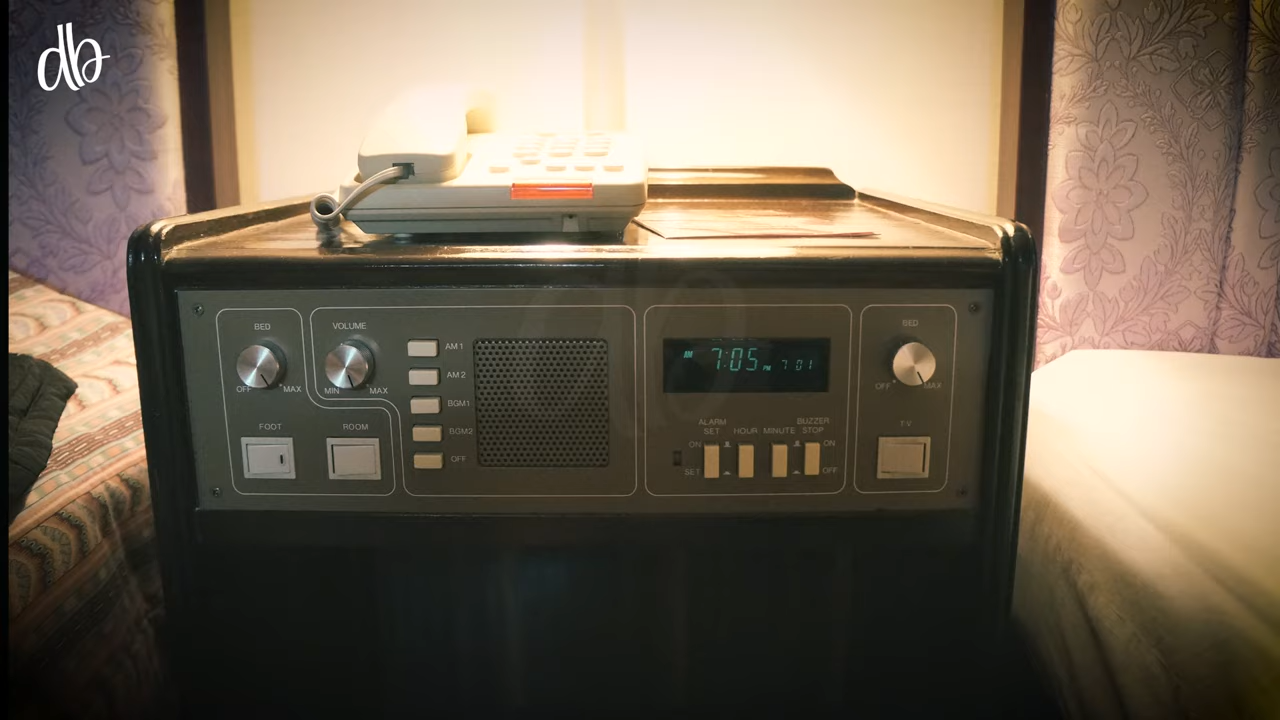 db
BED
OFF
MAX
FOOT
ROOM
VOLUME
MIN
MAX
AM 1
AM 2
BGM1
BGM2
OFF
AM 7:05 PM 7 01
ALARM
SET
HOUR
MINUTE
BUZZER
STOP
ON
SET
ON
OFF
BED
OFF
MAX
TV